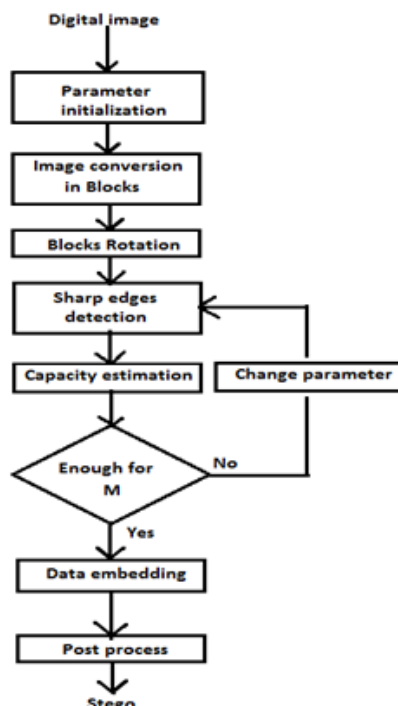 Digital image
Parameter
initialization
Image conversion
in Blocks
Blocks Rotation
Sharp edges
detection
Capacity estimation
Change parameter
Enough for
M
No
Yes
Data embedding
Post process
Stego